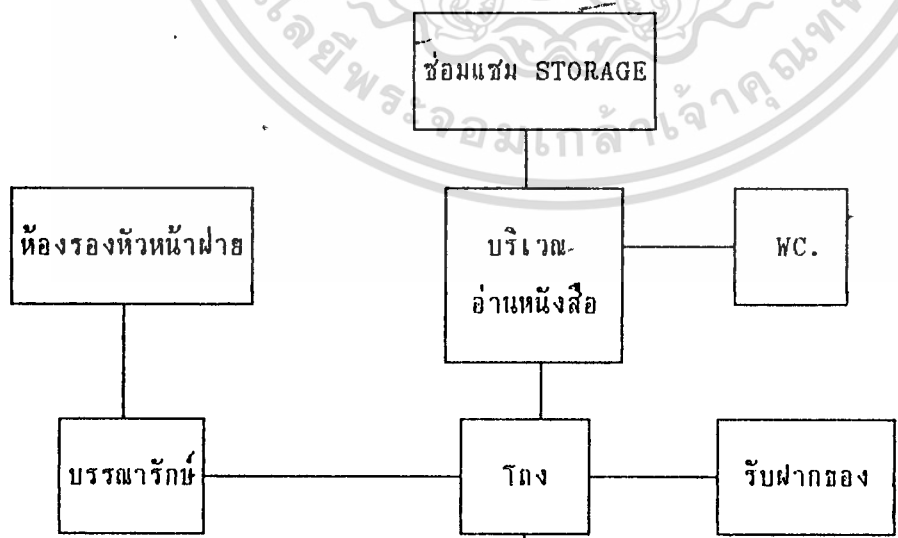 ซ่อมแซม STORAGE
ห้องรองหัวหน้าฝ่าย
บริเวณ
อ่านหนังสือ
WC.
บรรณารักษ์
โถง
รับฝากของ